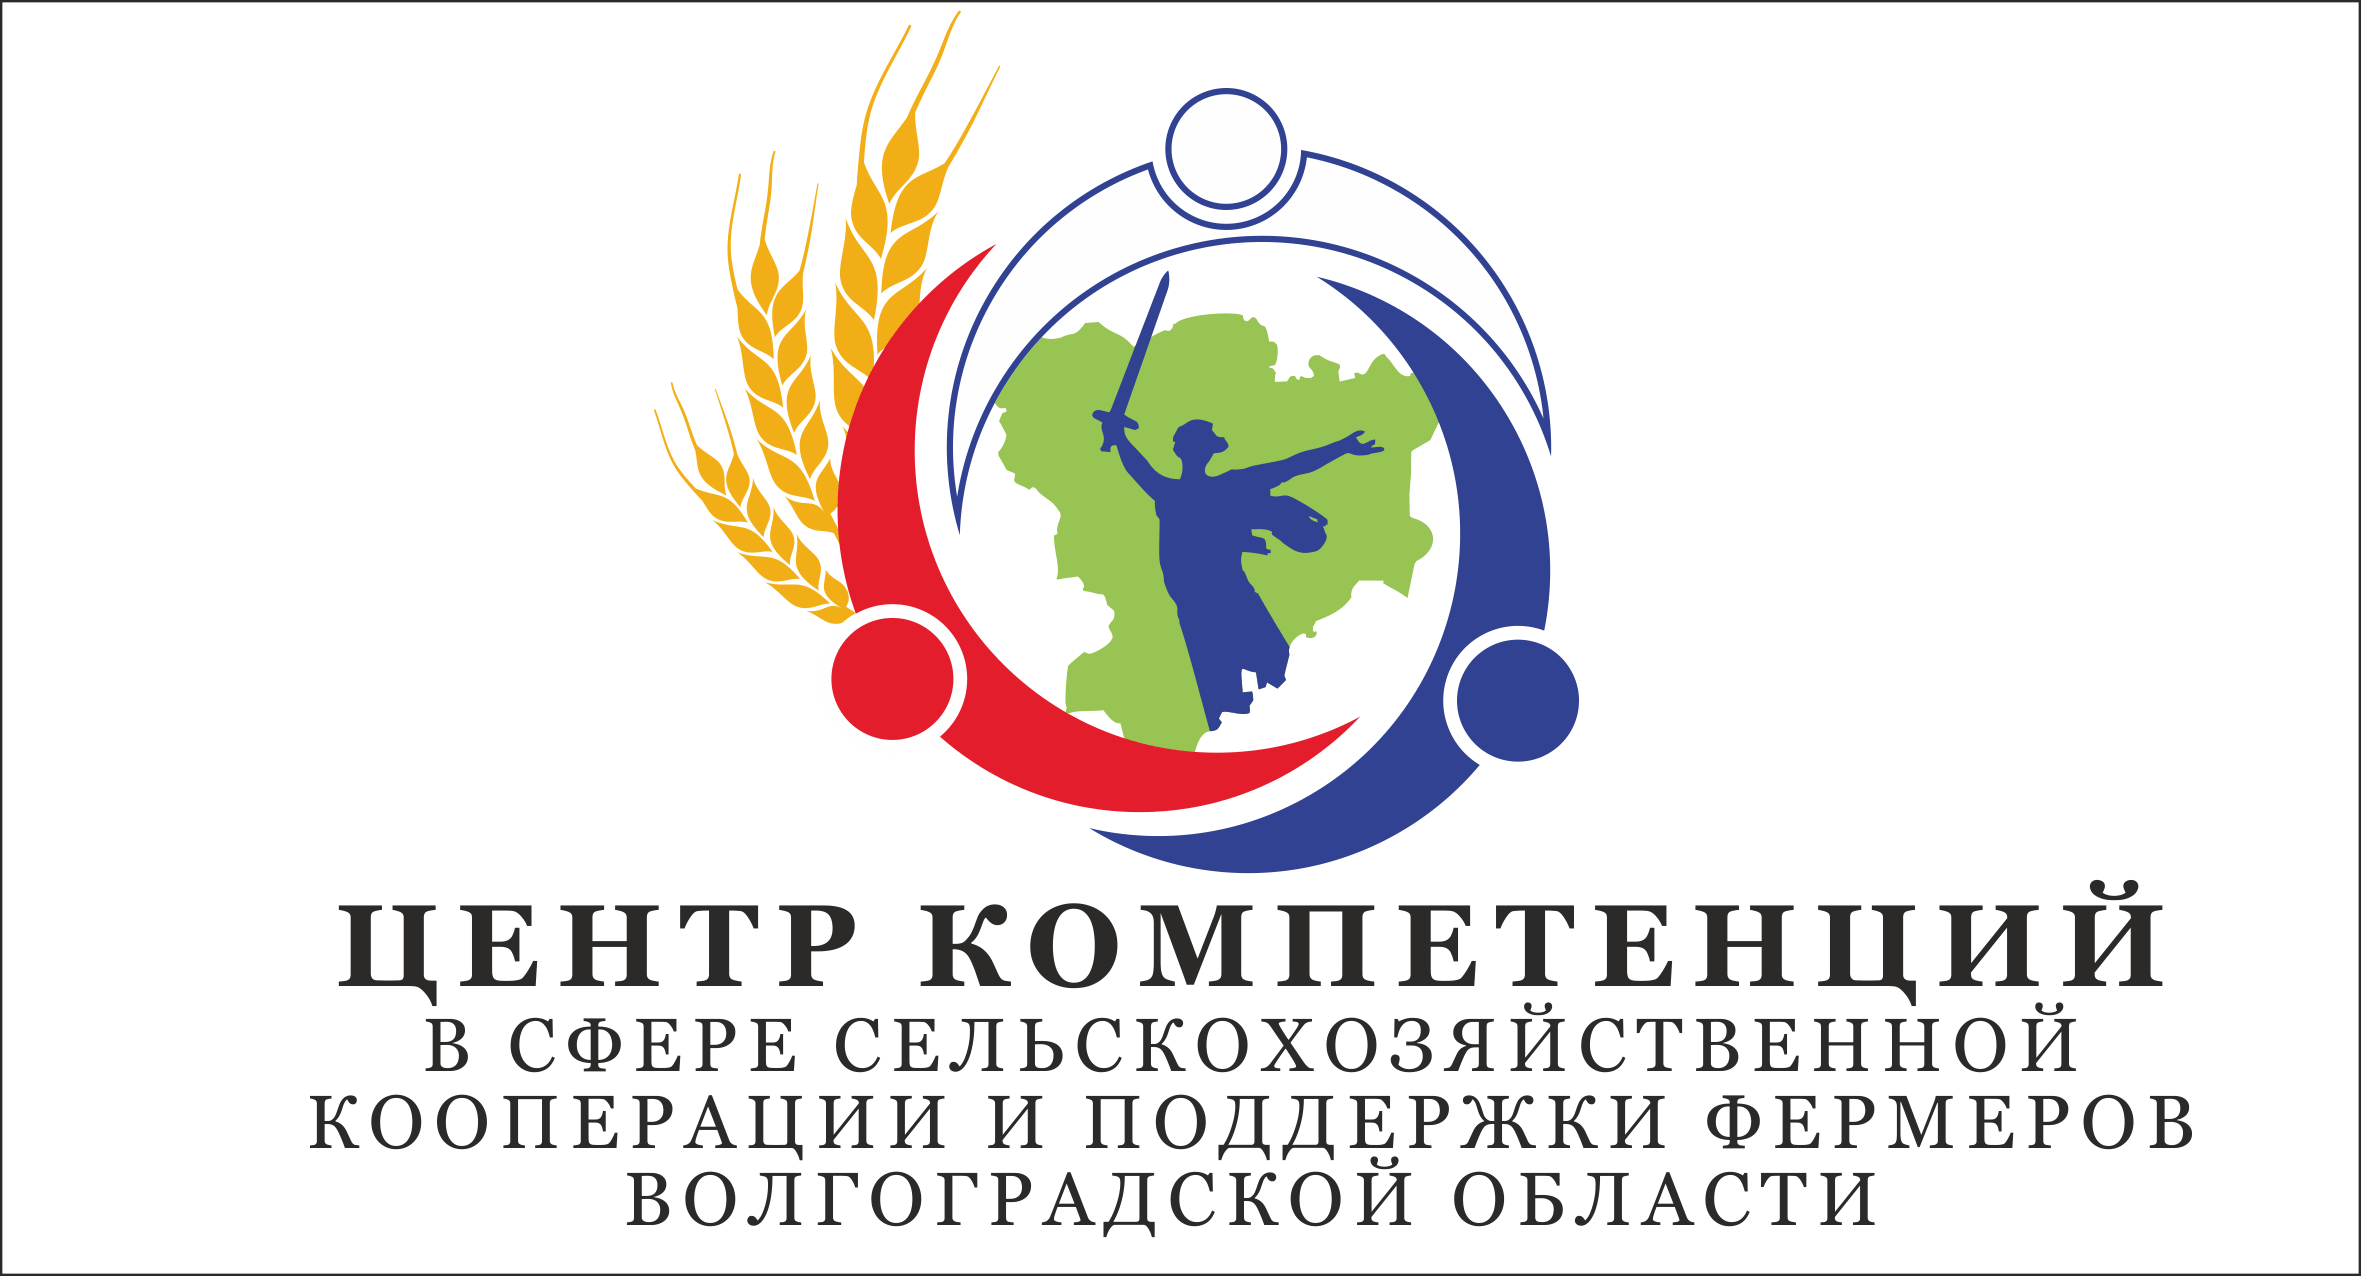 ЦЕНТР КОМПЕТЕНЦИЙ
В СФЕРЕ СЕЛЬСКОХОЗЯЙСТВЕННОЙ
КООПЕРАЦИИ И ПОДДЕРЖКИ ФЕРМЕРОВ
ВОЛГОГРАДСКОЙ ОБЛАСТИ